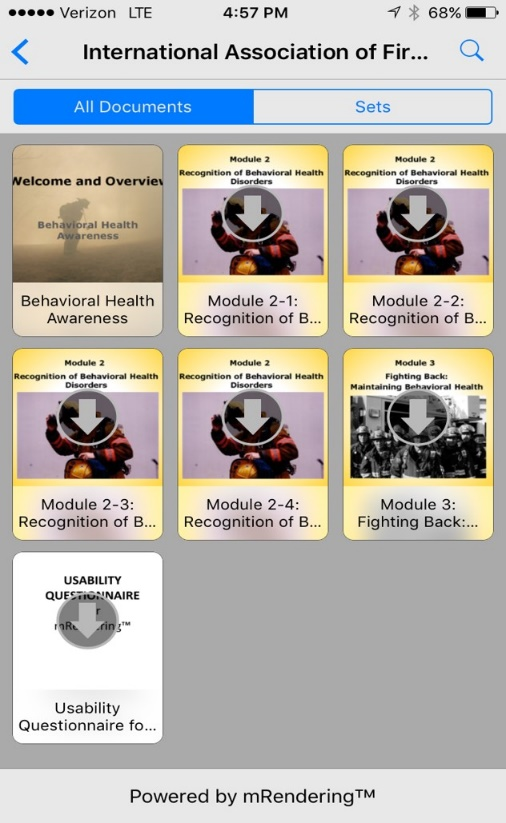 Verizon LTE 4:57 PM 68%
International Association of Fir...
All Documents Sets
Welcome and Overview
Behavioral Health
Awareness
Behavioral Health
Awareness
Module 2
Recognition of Behavioral Health
Disorders
Module 2-1:
Recognition of B...
Module 2
Recognition of Behavioral Health
Disorders
Module 2-2:
Recognition of B...
Module 2
Recognition of Behavioral Health
Disorders
Module 2-3:
Recognition of B...
Module 2
Recognition of Behavioral Health
Disorders
Module 2-4:
Recognition of B...
Module 3
Fighting Back:
Maintaining Behavioral Health
Module 3:
Fighting Back:...
USABILITY
QUESTIONNAIRE
Usability
Questionnaire fo...
Powered by mRendering™